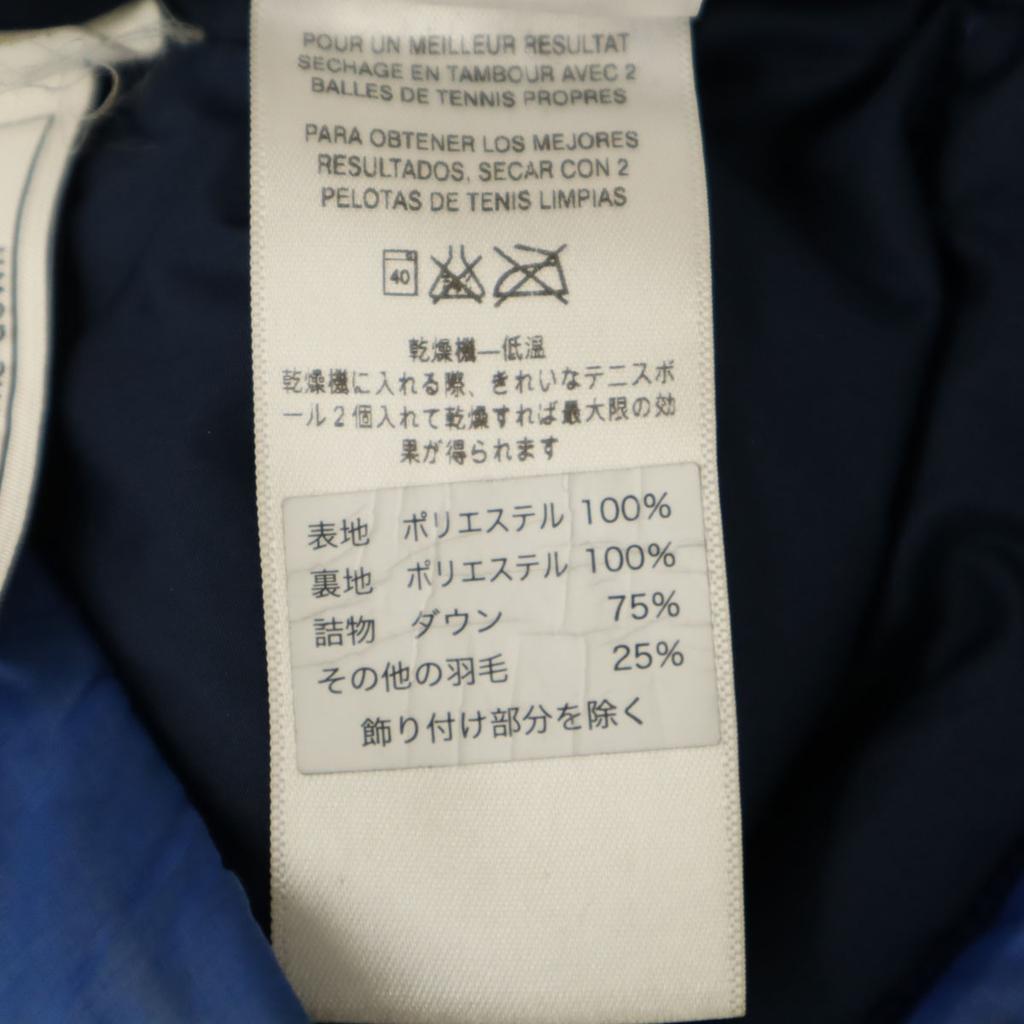 POUR UN MEILLEUR RESULTAT
SECHAGE EN TAMBOUR AVEC 2
BALLES DE TENNIS PROPRES
PARA OBTENER LOS MEJORES
RESULTADOS, SECAR CON 2
PELOTAS DE TENIS LIMPIAS
40
乾燥機—低温
乾燥機に入れる際、きれいなテニスボ
ール2個入れて乾燥すれば最大限の効
果が得られます
表地 ポリエステル 100%
裏地 ポリエステル 100%
詰物 ダウン 75%
その他の羽毛 25%
飾り付け部分を除く